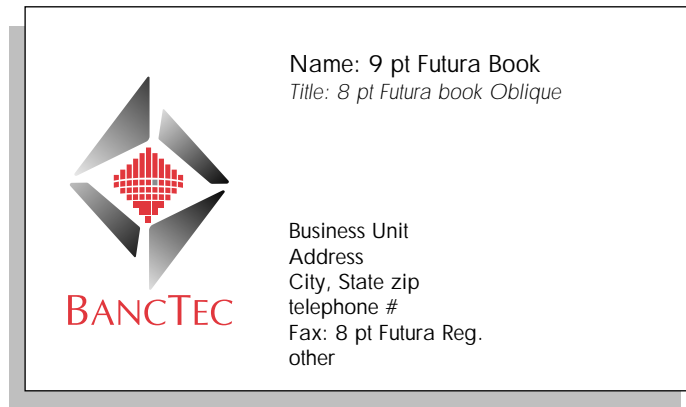 Name: 9 pt Futura Book
Title: 8 pt Futura book Oblique
BANCTEC
Business Unit
Address
City, State zip
telephone #
Fax: 8 pt Futura Reg.
other